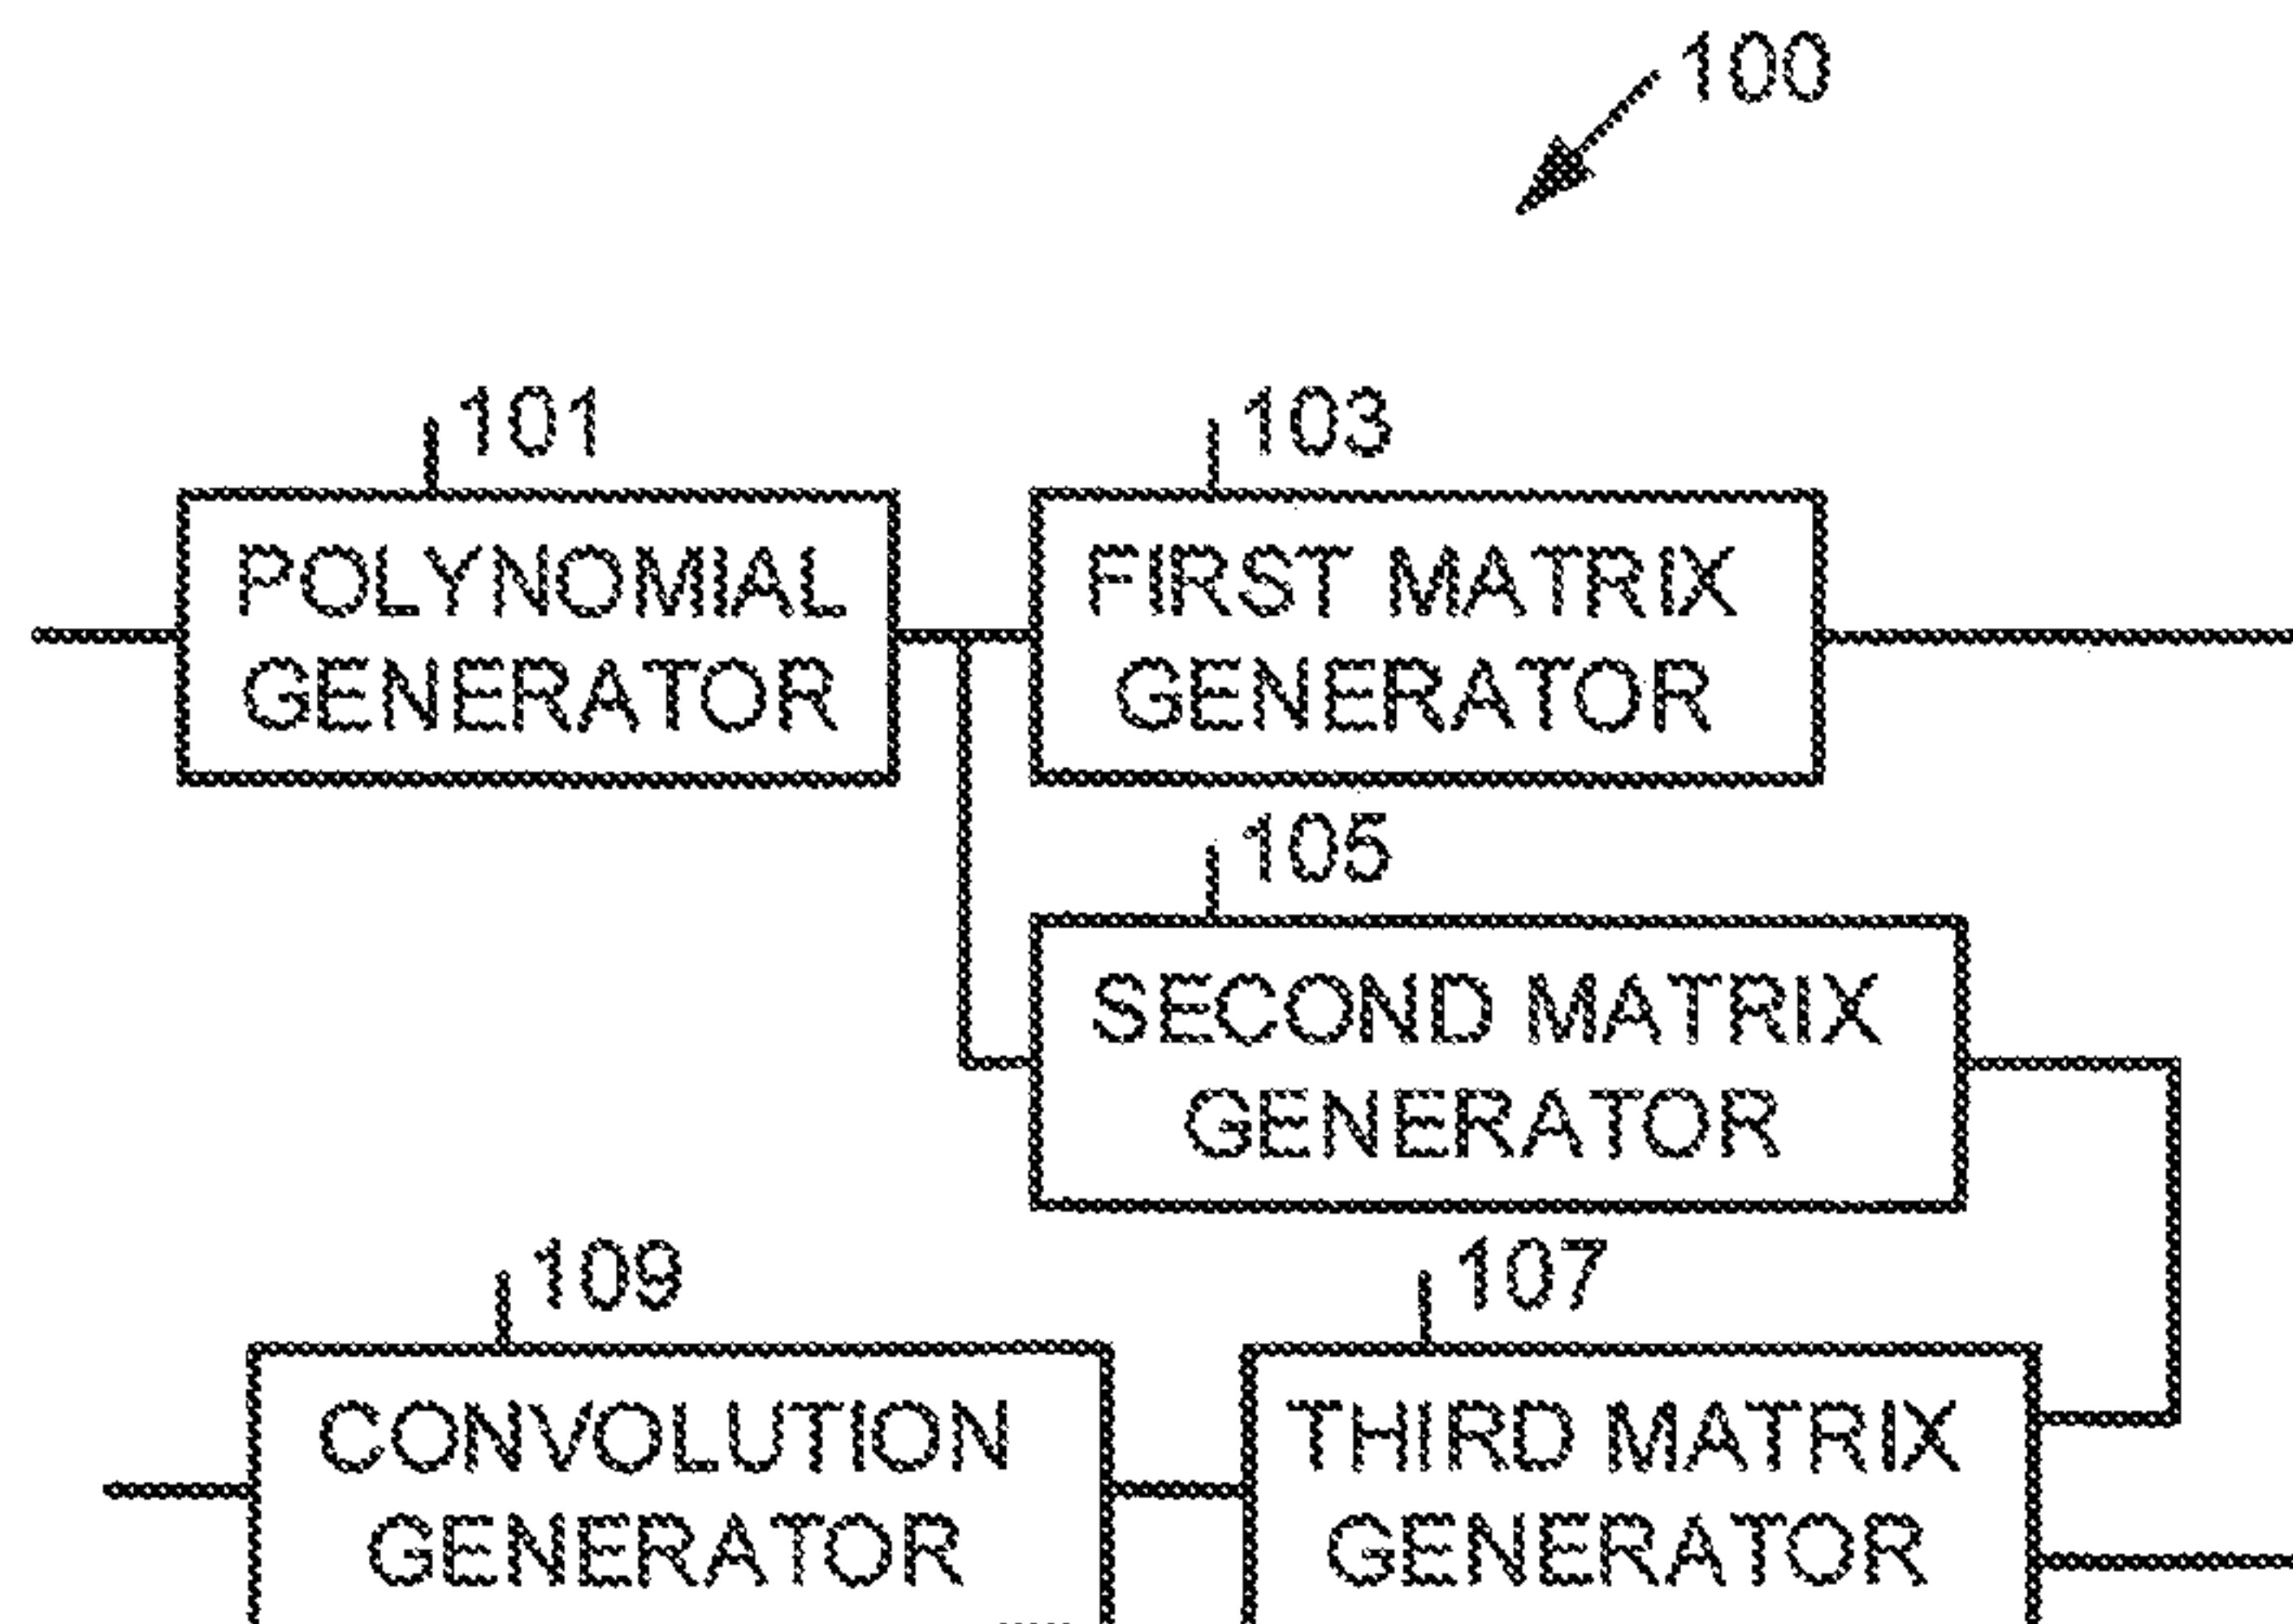 100
101
103
POLYNOMIAL
GENERATOR
FIRST MATRIX
GENERATOR
105
SECOND MATRIX
GENERATOR
109
107
CONVOLUTION
GENERATOR
THIRD MATRIX
GENERATOR